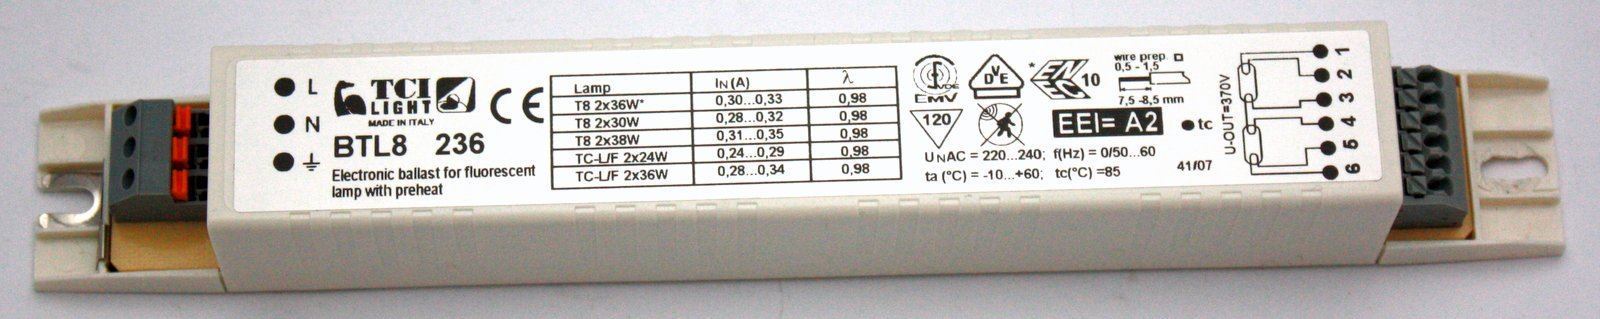 L
N
TCI
LIGHT
MADE IN ITALY
CE
BTL8 236
Electronic ballast for fluorescent
lamp with preheat
Lamp IN (A) λ
T8 2x36W* 0,30...0,33 0,98
T8 2x30W 0,28...0,32 0,98
T8 2x38W 0,31...0,35 0,98
TC-L/F 2x24W 0,24...0,29 0,98
TC-L/F 2x36W 0,28...0,34 0,98
VDE
EMV
120
DVE
* ENEC 10
wire prep.
0,5 - 1,5
7,5 -8,5 mm
EEI= A2
tc
UNAC = 220...240; f(Hz) = 0/50...60
ta (°C) = -10...+60; tc(°C) =85
41/07
U-OUT=370V
1
2
3
4
5
6